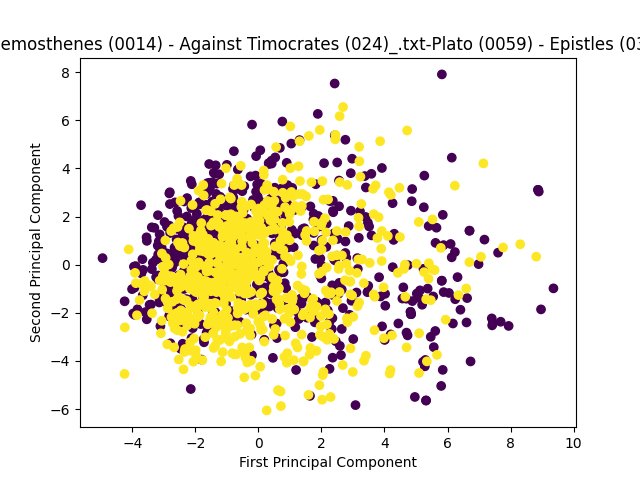 emosthenes (0014) - Against Timocrates (024)_.txt-Plato (0059) - Epistles (03
8
6
4
2
0
−2
−4
−6
Second Principal Component
−4 −2 0 2 4 6 8 10
First Principal Component